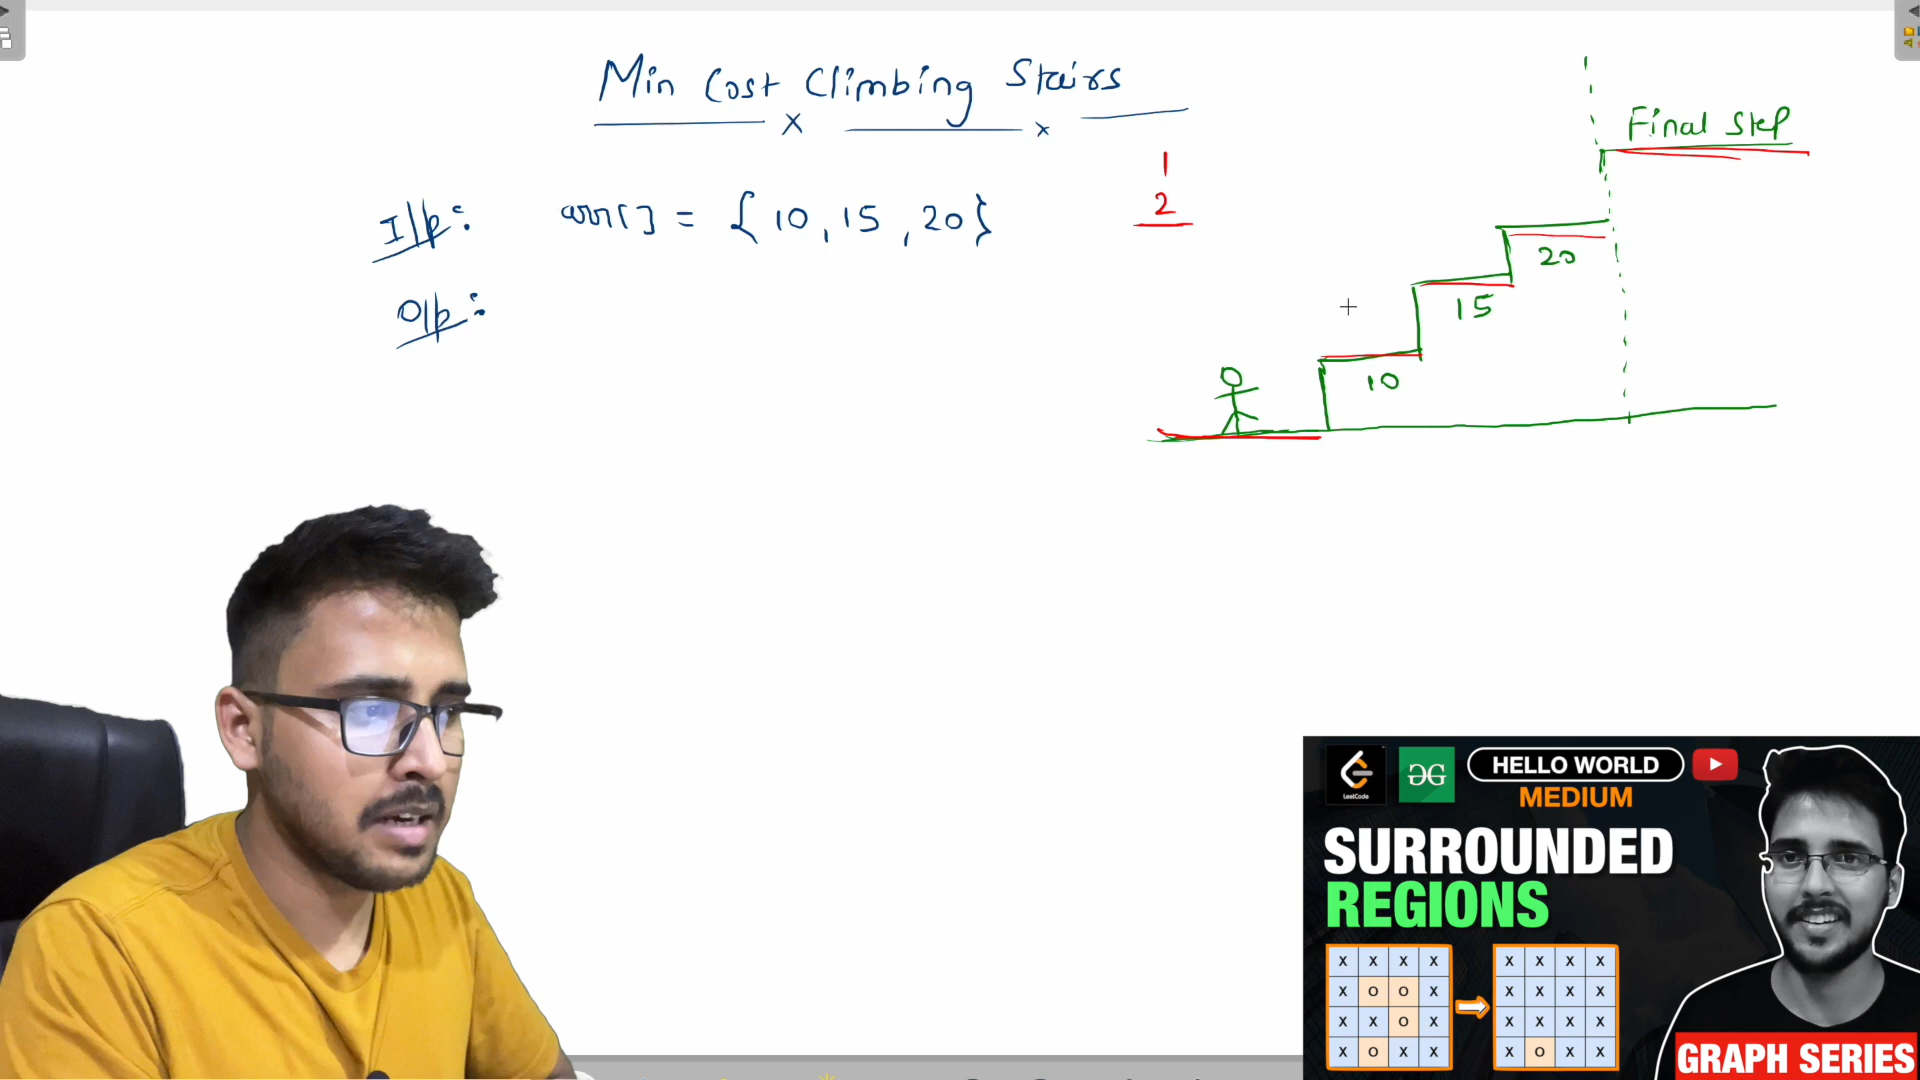 Min Cost Climbing Stairs
x x
I/p: arr[] = {10, 15, 20}
O/p:
1
2
Final Step
20
15
10
LeetCode
HELLO WORLD
MEDIUM
SURROUNDED
REGIONS
X X X X
X O O X
X X O X
X O X X
X X X X
X X X X
X X X X
X O X X
GRAPH SERIES